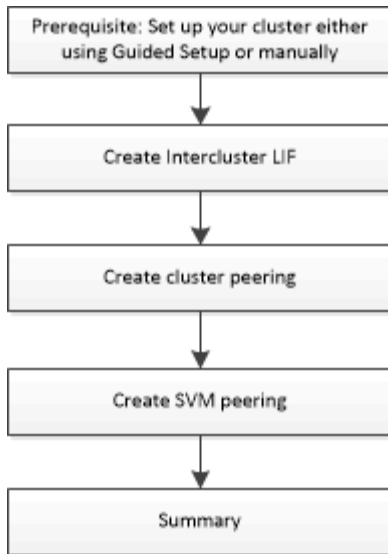 Prerequisite: Set up your cluster either
using Guided Setup or manually
Create Intercluster LIF
Create cluster peering
Create SVM peering
Summary